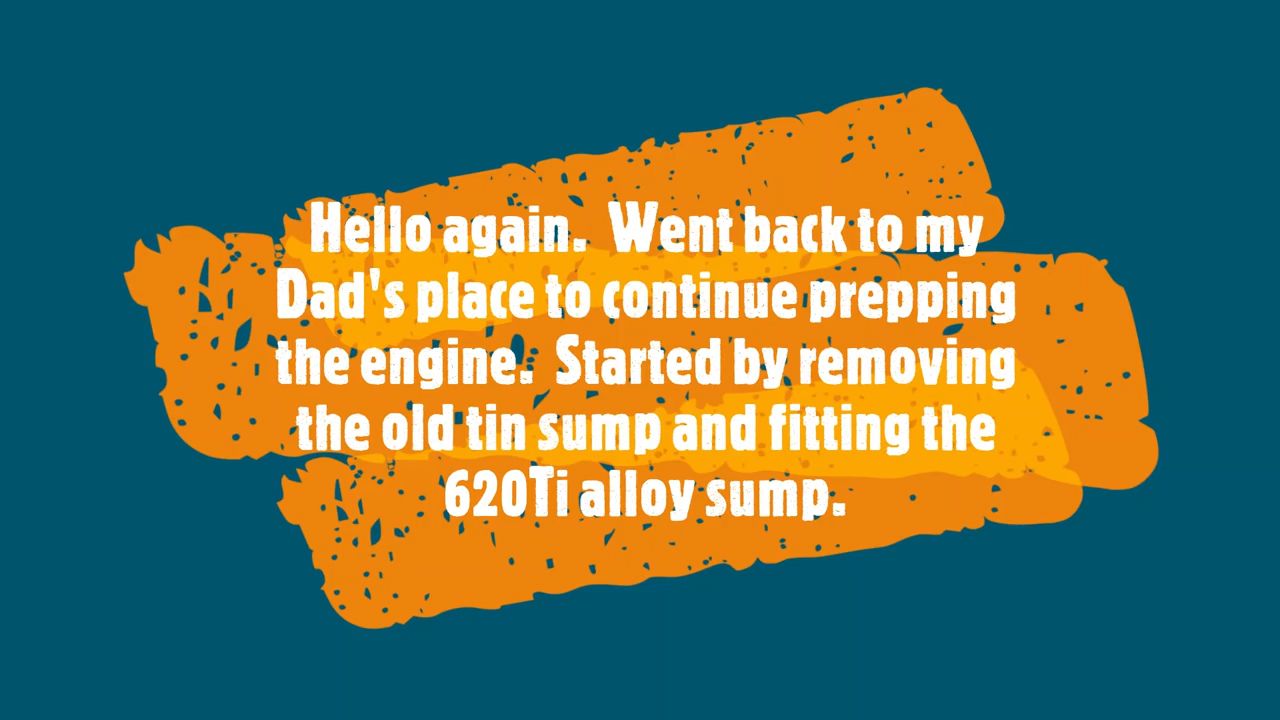 Hello again.  Went back to my
Dad's place to continue prepping
the engine.  Started by removing
the old tin sump and fitting the
620Ti alloy sump.